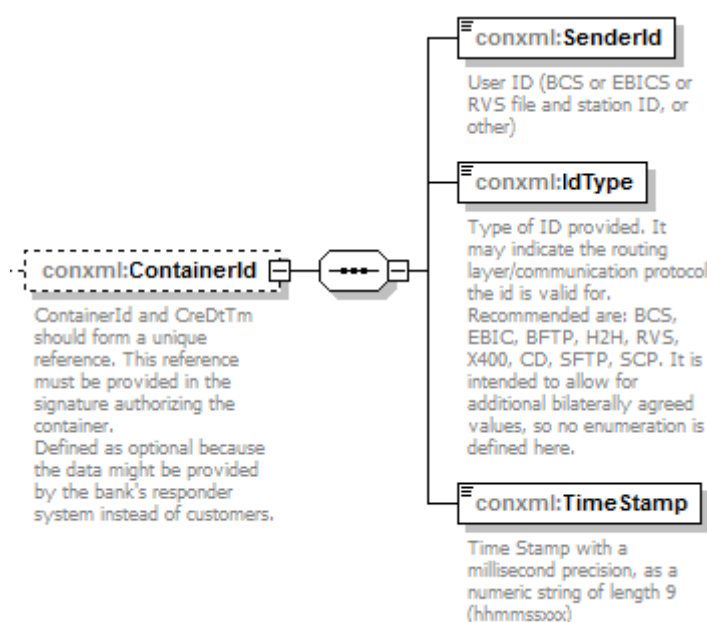 conxml:SenderId
User ID (BCS or EBICS or
RVS file and station ID, or
other)
conxml:IdType
Type of ID provided. It
may indicate the routing
layer/communication protocol
the id is valid for.
Recommended are: BCS,
EBIC, BFTP, H2H, RVS,
X400, CD, SFTP, SCP. It is
intended to allow for
additional bilaterally agreed
values, so no enumeration is
defined here.
conxml:ContainerId
ContainerId and CreDtTm
should form a unique
reference. This reference
must be provided in the
signature authorizing the
container.
Defined as optional because
the data might be provided
by the bank's responder
system instead of customers.
conxml:TimeStamp
Time Stamp with a
millisecond precision, as a
numeric string of length 9
(hhmmssxxx)